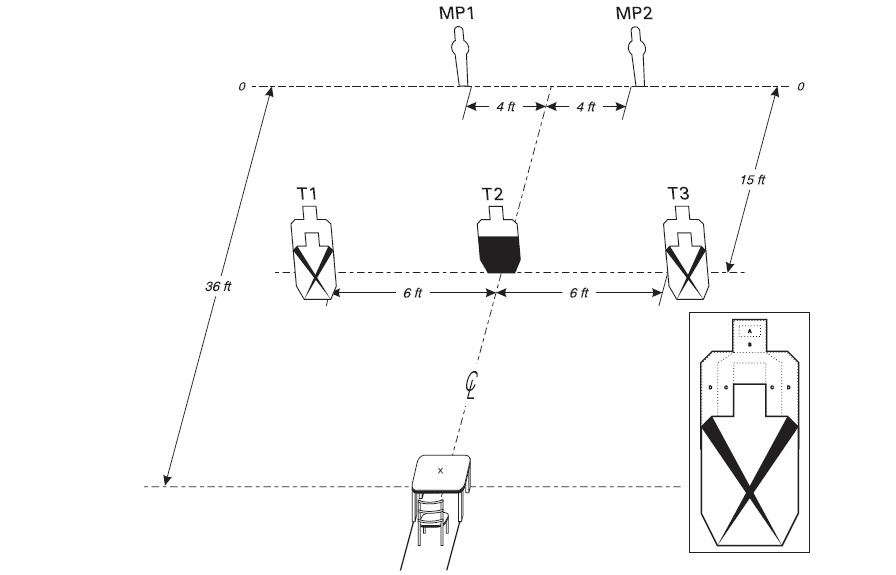 MP1 MP2
0 0
4 ft 4 ft
T1 T2 T3
15 ft
36 ft
6 ft 6 ft
℄
X
A
B
D C C D